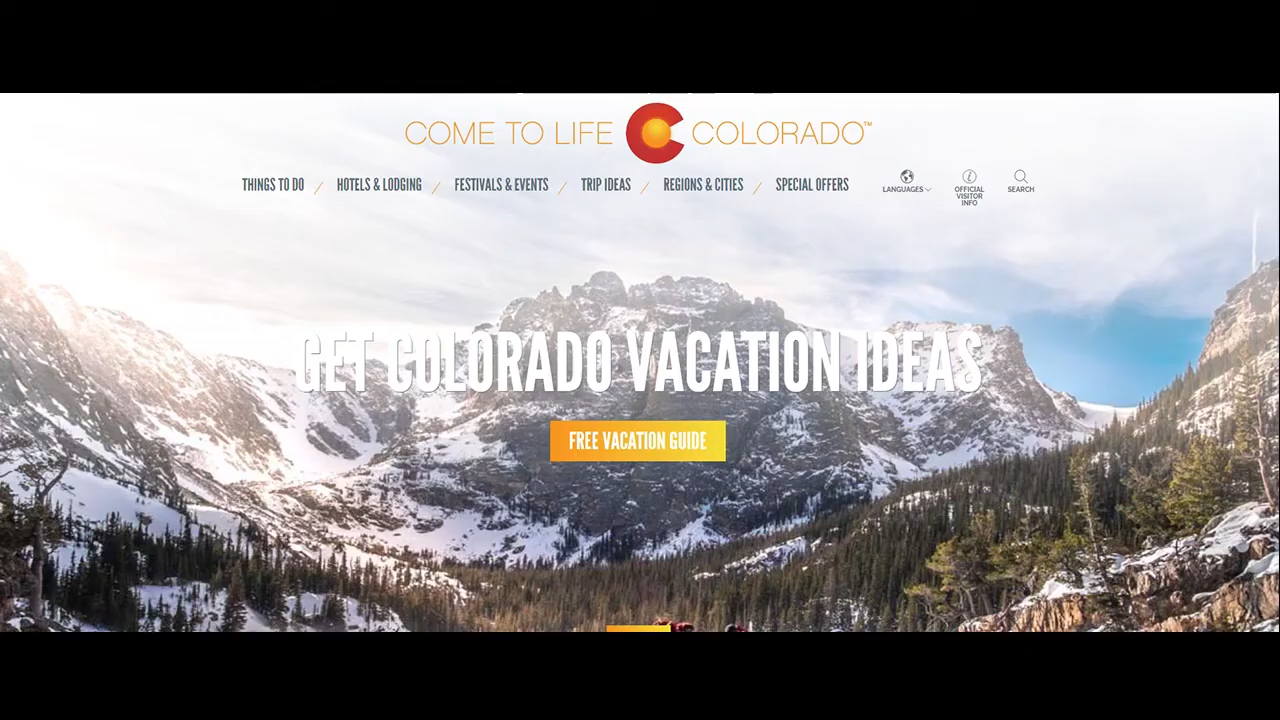 COME TO LIFE COLORADO™
THINGS TO DO / HOTELS & LODGING / FESTIVALS & EVENTS / TRIP IDEAS / REGIONS & CITIES / SPECIAL OFFERS
LANGUAGES
OFFICIAL
VISITOR
INFO
SEARCH
GET COLORADO VACATION IDEAS
FREE VACATION GUIDE